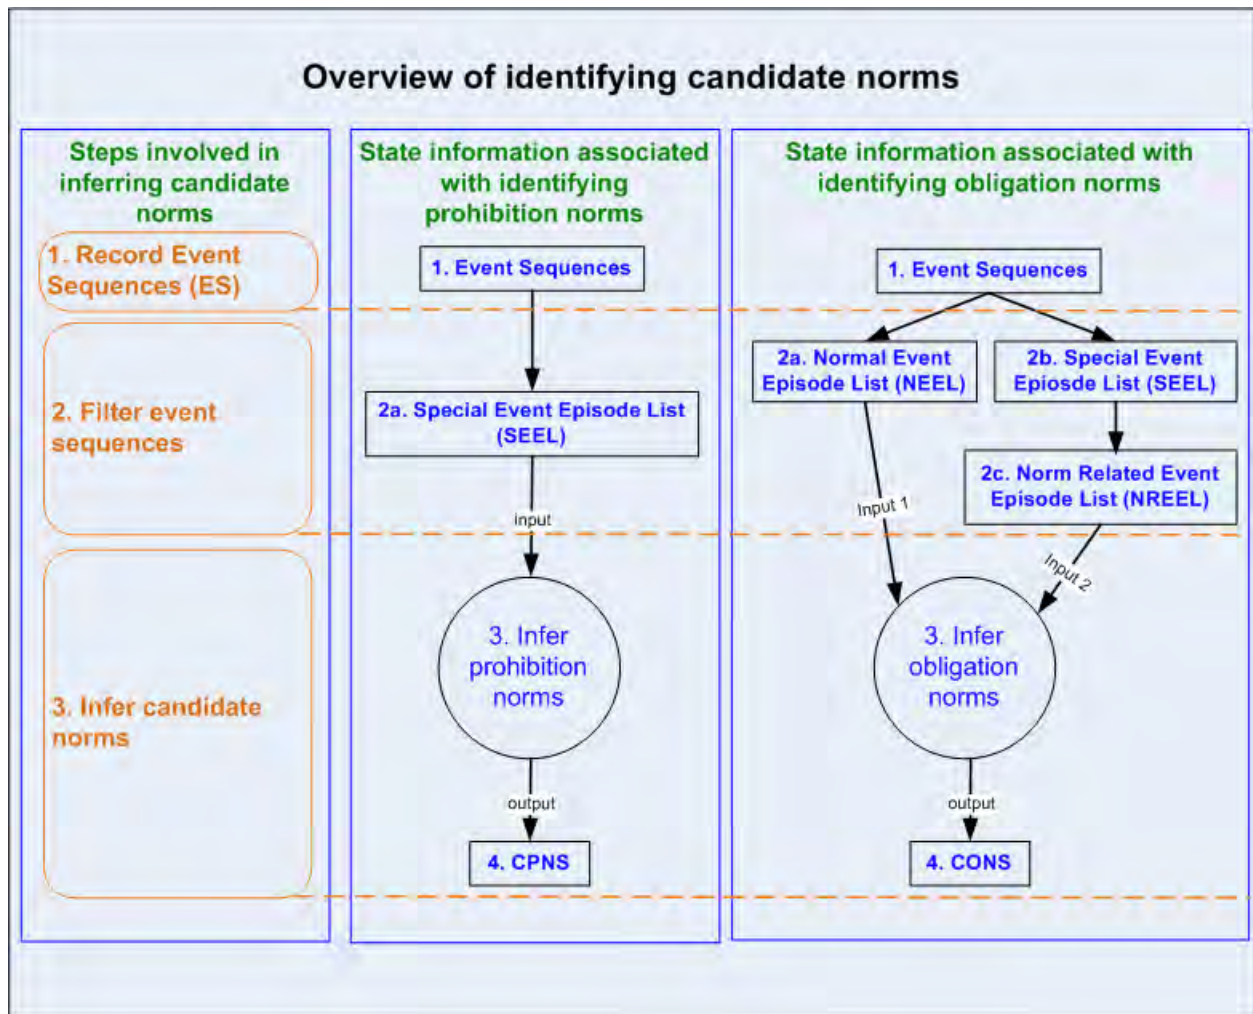 Overview of identifying candidate norms
Steps involved in
inferring candidate
norms
1. Record Event
Sequences (ES)
2. Filter event
sequences
3. Infer candidate
norms
State information associated
with identifying
prohibition norms
1. Event Sequences
2a. Special Event Episode List
(SEEL)
input
3. Infer
prohibition
norms
output
4. CPNS
State information associated with
identifying obligation norms
1. Event Sequences
2a. Normal Event
Episode List (NEEL)
2b. Special Event
Epiosde List (SEEL)
2c. Norm Related Event
Episode List (NREEL)
Input 1
Input 2
3. Infer
obligation
norms
output
4. CONS